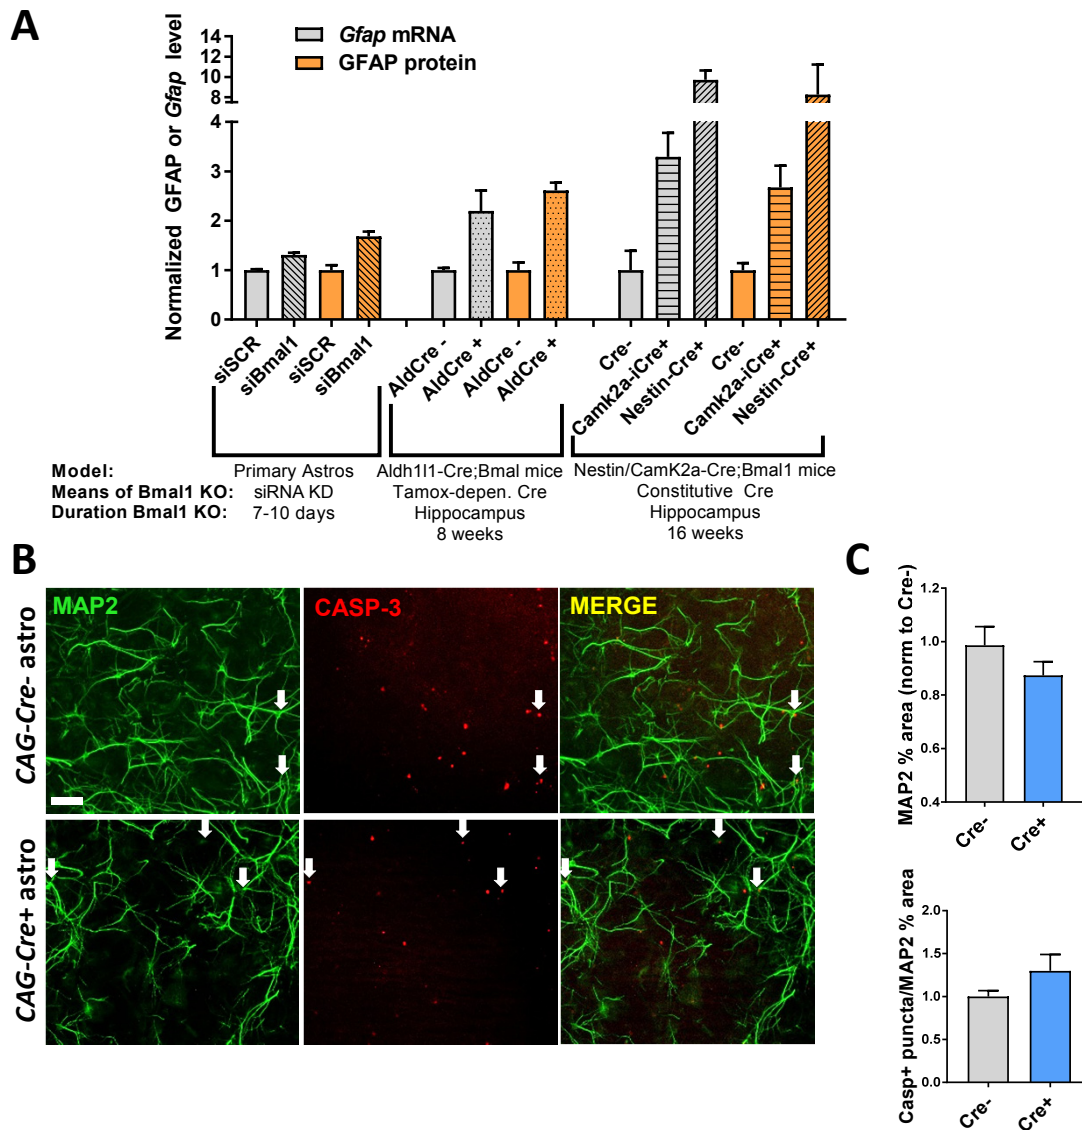 A
Normalized GFAP or Gfap level
14
12
10
8
4
3
2
1
0
Gfap mRNA
GFAP protein
siSCR
siBmal1
siSCR
siBmal1
AldCre -
AldCre +
AldCre -
AldCre +
Cre-
Camk2a-iCre+
Nestin-Cre+
Cre-
Camk2a-iCre+
Nestin-Cre+
Model: Primary Astros Aldh1l1-Cre;Bmal mice Nestin/CamK2a-Cre;Bmal1 mice
Means of Bmal1 KO: siRNA KD Tamox-depen. Cre Constitutive Cre
Duration Bmal1 KO: 7-10 days Hippocampus Hippocampus
8 weeks 16 weeks
B
CAG-Cre- astro
MAP2
CASP-3
MERGE
CAG-Cre+ astro
C
MAP2 % area (norm to Cre-)
1.2
1.0
0.8
0.6
0.4
Cre-
Cre+
Casp+ puncta/MAP2 % area
2.0
1.5
1.0
0.5
0.0
Cre-
Cre+